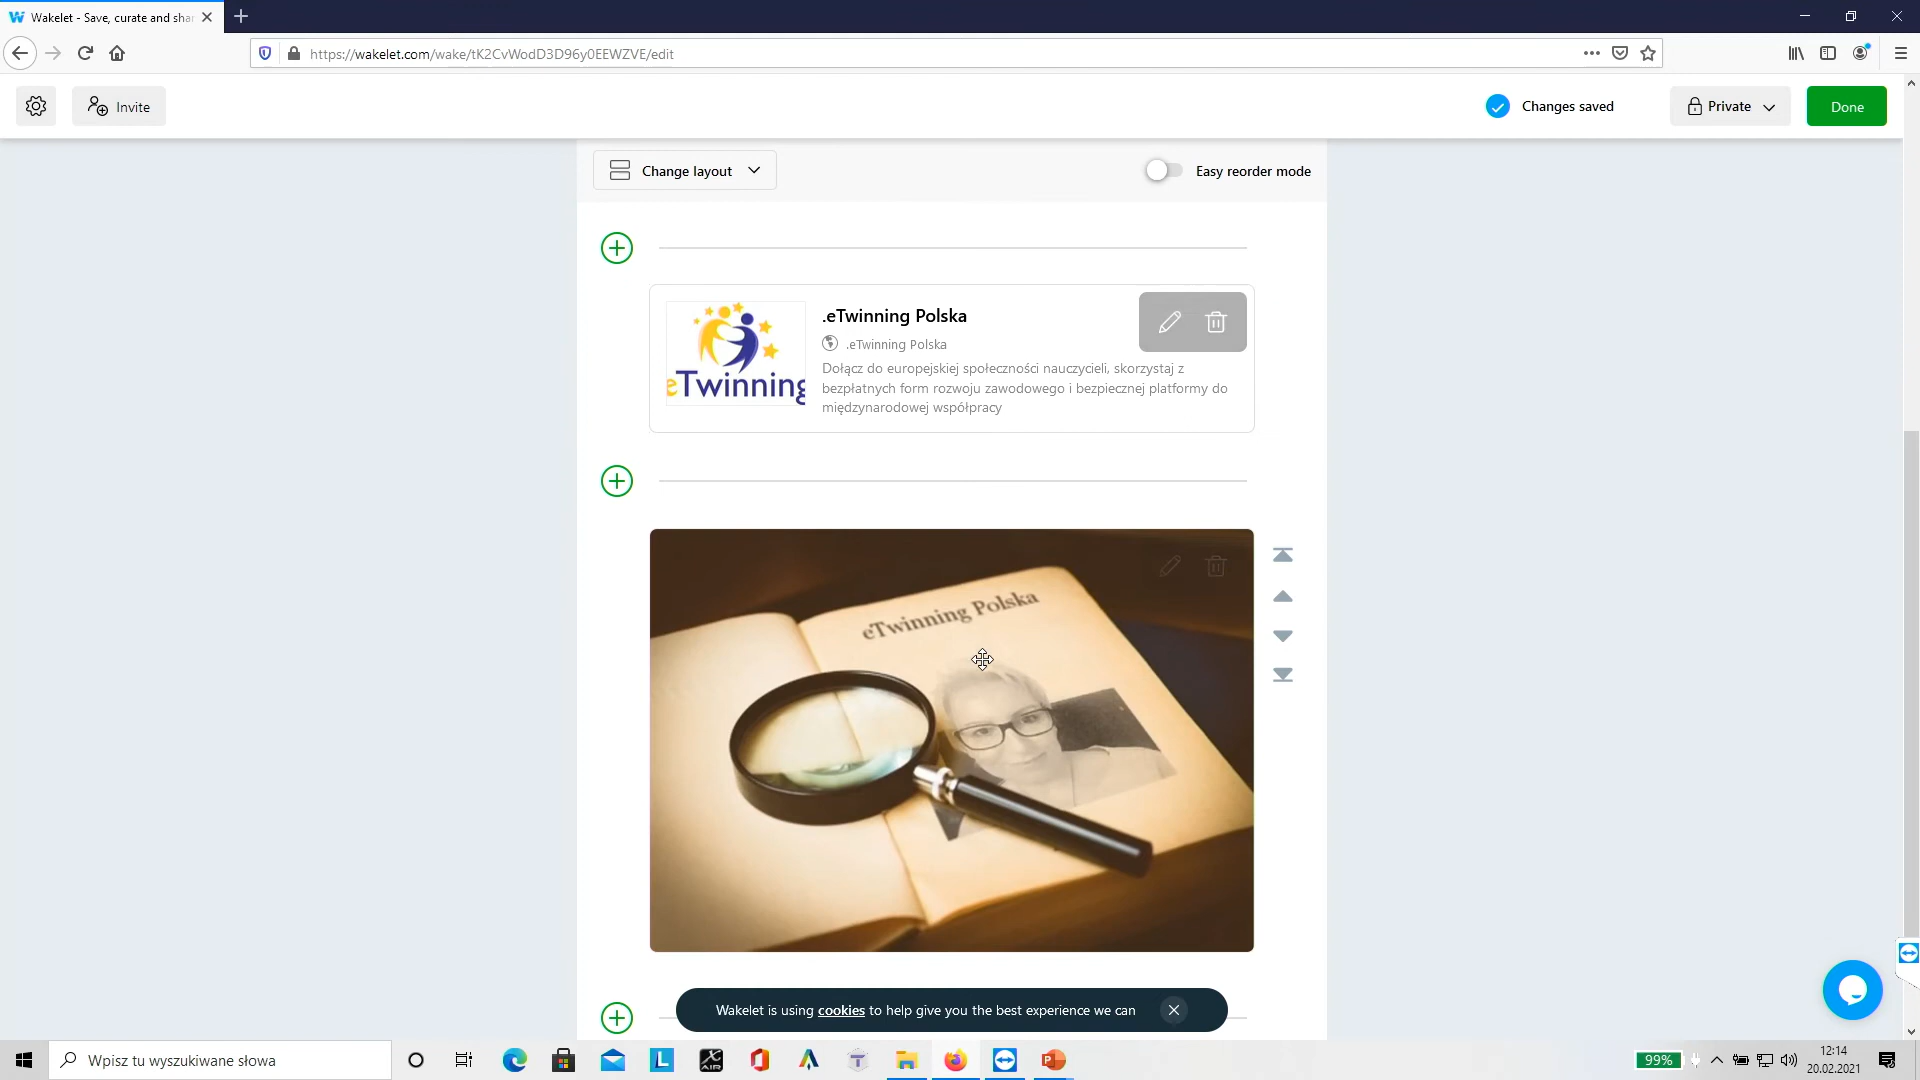 Wakelet - Save, curate and shar
https://wakelet.com/wake/tK2CvWodD3D96y0EEWZVE/edit
Invite
Changes saved
Private
Done
Change layout
Easy reorder mode
eTwinning
.eTwinning Polska
.eTwinning Polska
Dołącz do europejskiej społeczności nauczycieli, skorzystaj z
bezpłatnych form rozwoju zawodowego i bezpiecznej platformy do
międzynarodowej współpracy
eTwinning Polska
Wakelet is using cookies to help give you the best experience we can
Wpisz tu wyszukiwane słowa
99%
12:14
20.02.2021